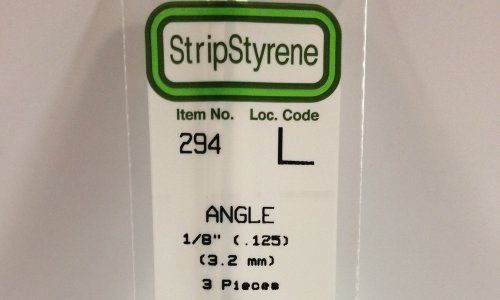 StripStyrene
Item No. Loc. Code
294 L
ANGLE
1/8" (.125)
(3.2 mm)
3 Pieces